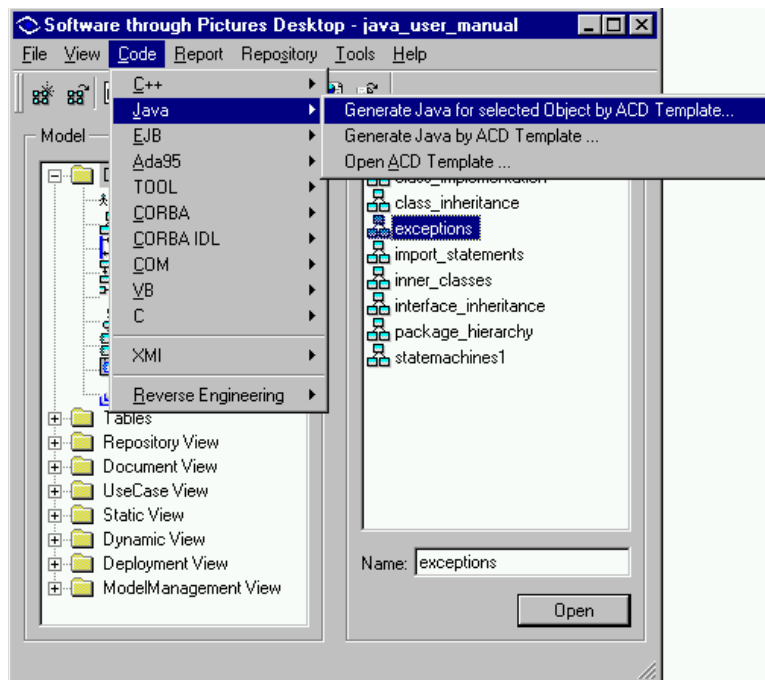 Software through Pictures Desktop - java_user_manual
File View Code Report Repository Tools Help
C++
Java
EJB
Ada95
TOOL
CORBA
CORBA IDL
COM
VB
C
XMI
Reverse Engineering
Generate Java for selected Object by ACD Template...
Generate Java by ACD Template ...
Open ACD Template ...
Model
Tables
Repository View
Document View
UseCase View
Static View
Dynamic View
Deployment View
ModelManagement View
class_implementation
class_inheritance
exceptions
import_statements
inner_classes
interface_inheritance
package_hierarchy
statemachines1
Name: exceptions
Open